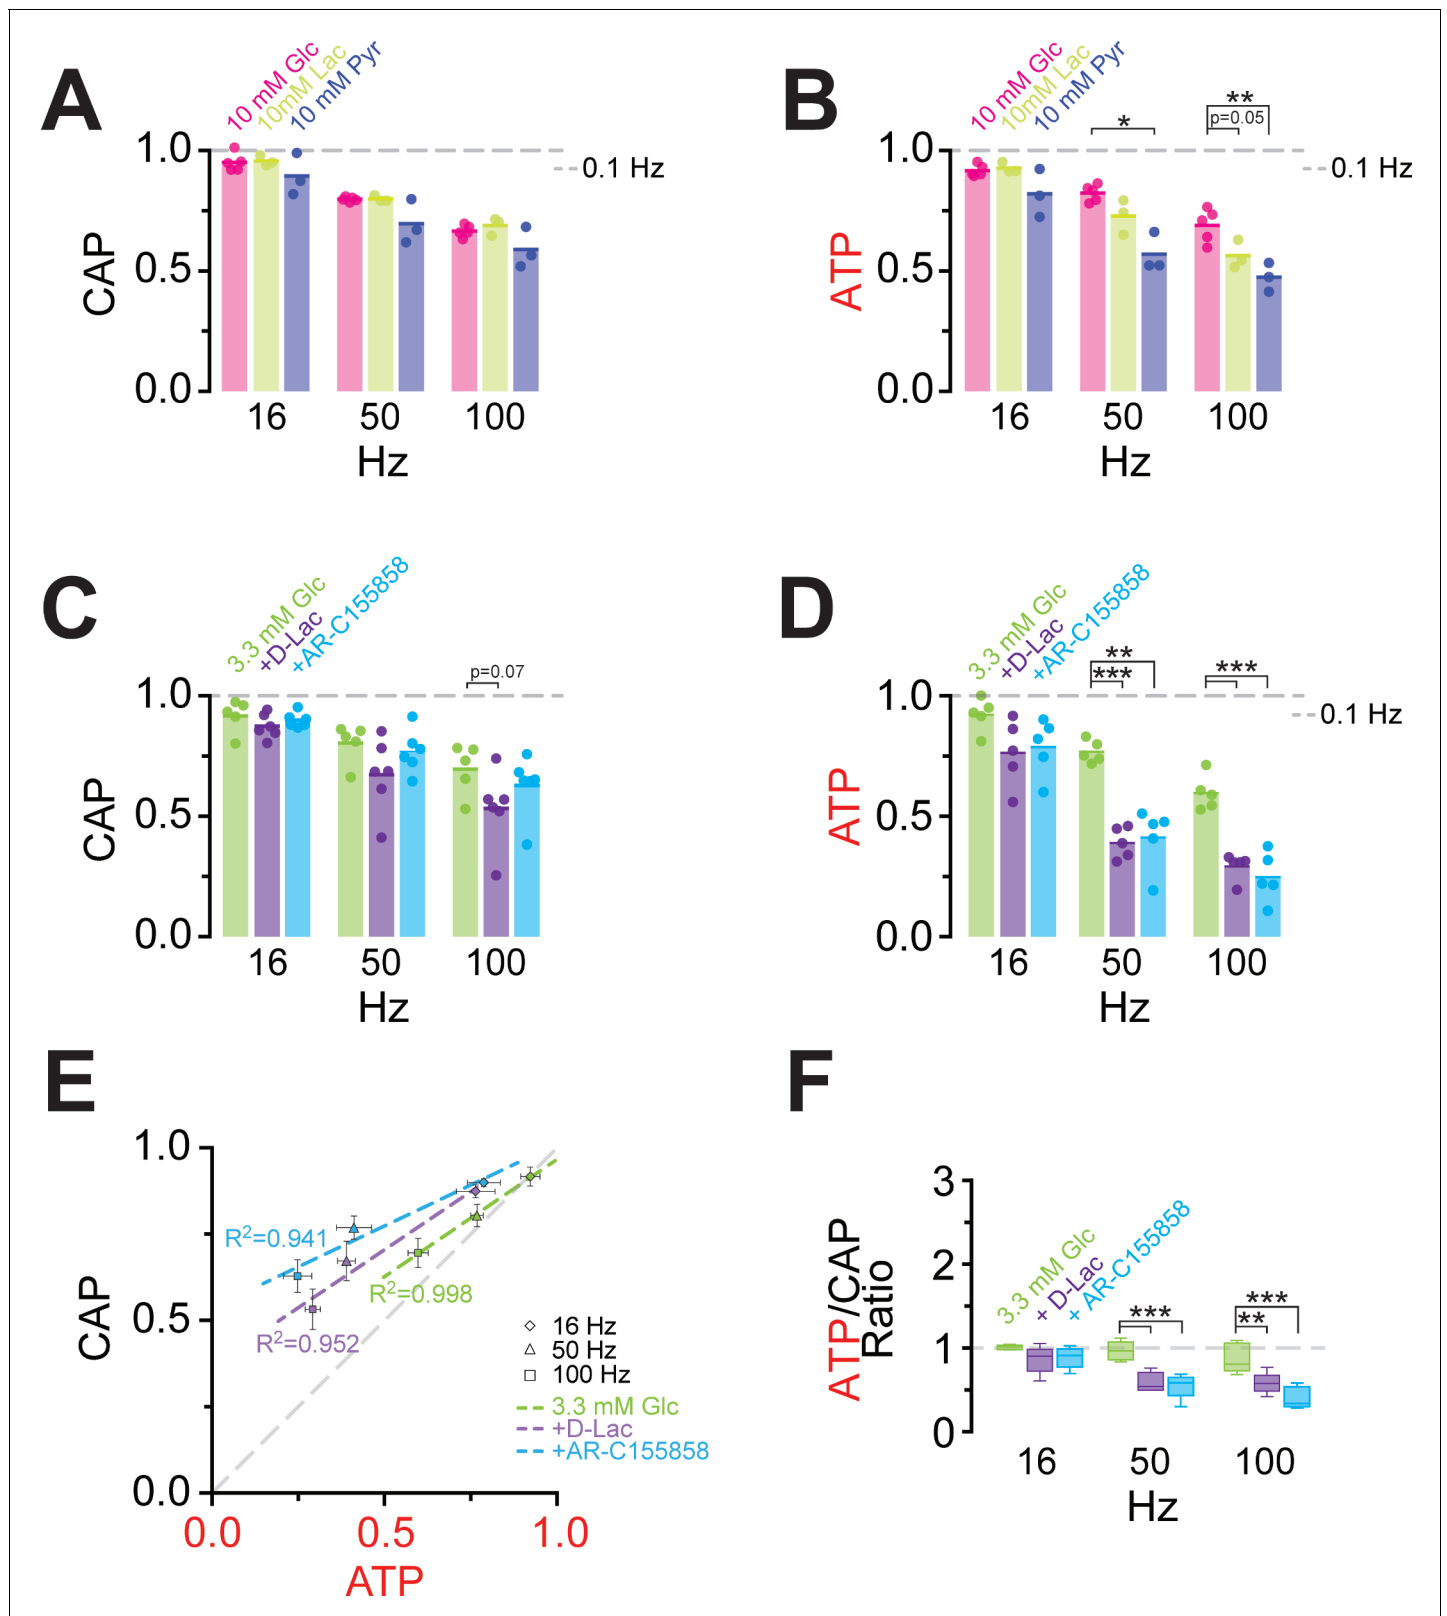 A
10 mM Glc
10mM Lac
10 mM Pyr
1.0
0.5
0.0
CAP
0.1 Hz
16 50 100
Hz
B
10 mM Glc
10mM Lac
10 mM Pyr
*
**
p=0.05
1.0
0.5
0.0
ATP
0.1 Hz
16 50 100
Hz
C
3.3 mM Glc
+D-Lac
+AR-C155858
p=0.07
1.0
0.5
0.0
CAP
16 50 100
Hz
D
3.3 mM Glc
+D-Lac
+AR-C155858
**
***
***
1.0
0.5
0.0
ATP
0.1 Hz
16 50 100
Hz
E
1.0
0.5
0.0
CAP
R²=0.941
R²=0.998
R²=0.952
16 Hz
50 Hz
100 Hz
3.3 mM Glc
+D-Lac
+AR-C155858
0.0 0.5 1.0
ATP
F
3
2
1
0
ATP/CAP
Ratio
3.3 mM Glc
+ D-Lac
+ AR-C155858
***
***
**
16 50 100
Hz